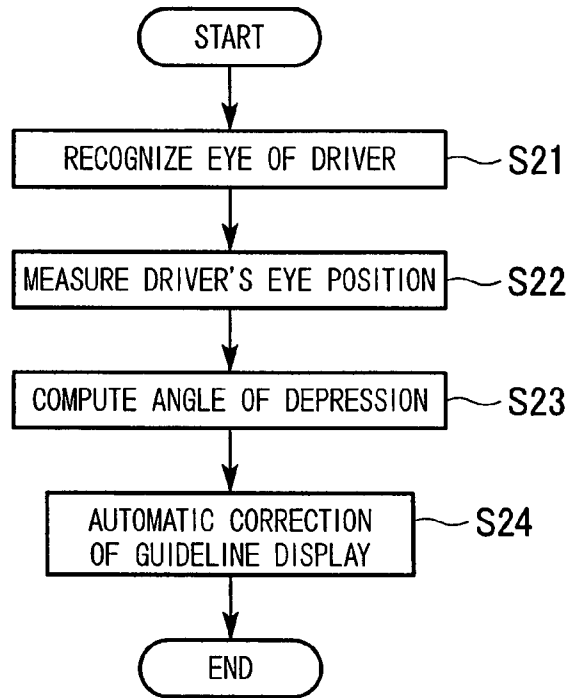 START
RECOGNIZE EYE OF DRIVER
S21
MEASURE DRIVER'S EYE POSITION
S22
COMPUTE ANGLE OF DEPRESSION
S23
AUTOMATIC CORRECTION
OF GUIDELINE DISPLAY
S24
END